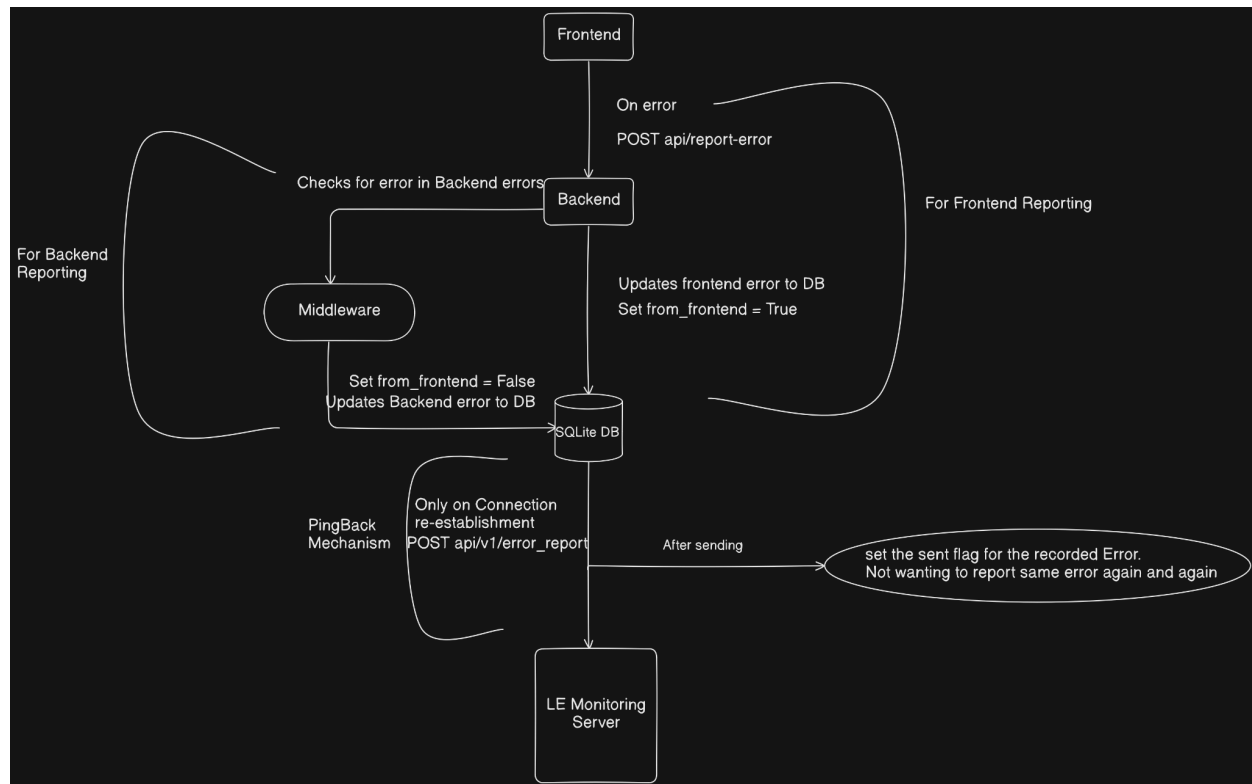 Frontend
On error
POST api/report-error
Checks for error in Backend errors
Backend
For Frontend Reporting
For Backend
Reporting
Updates frontend error to DB
Set from_frontend = True
Middleware
Set from_frontend = False
Updates Backend error to DB
SQLite DB
Only on Connection
re-establishment
POST api/v1/error_report
PingBack
Mechanism
After sending
set the sent flag for the recorded Error.
Not wanting to report same error again and again
LE Monitoring
Server